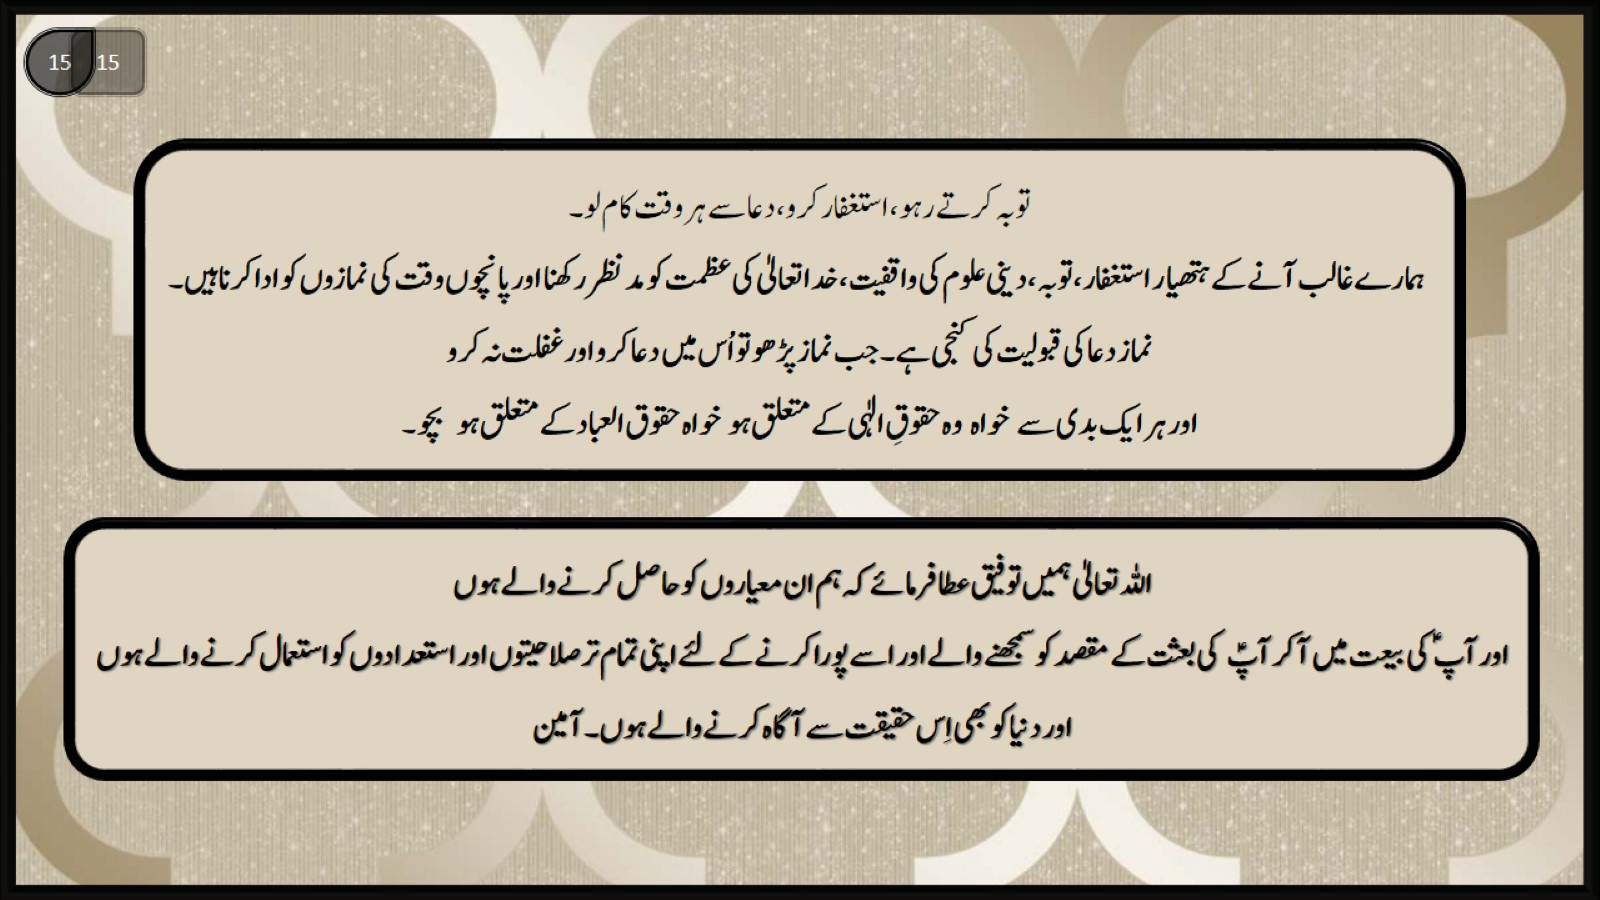 15 15
توبہ کرتے رہو، استغفار کرو، دعا سے ہر وقت کام لو۔
ہمارے غالب آنے کے ہتھیار استغفار، توبہ، دینی علوم کی واقفیت، خدا تعالیٰ کی عظمت کو مد نظر رکھنا اور پانچوں وقت کی نمازوں کو ادا کرنا ہیں۔
نماز دعا کی قبولیت کی کنجی ہے۔ جب نماز پڑھو تو اُس میں دعا کرو اور غفلت نہ کرو
اور ہر ایک بدی سے خواہ وہ حقوقِ الٰہی کے متعلق ہو خواہ حقوق العباد کے متعلق ہو بچو۔
اللہ تعالیٰ ہمیں توفیق عطا فرمائے کہ ہم ان معیاروں کو حاصل کرنے والے ہوں
اور آپؑ کی بیعت میں آ کر آپؑ کی بعثت کے مقصد کو سمجھنے والے اور اسے پورا کرنے کے لئے اپنی تمام تر صلاحیتوں اور استعدادوں کو استعمال کرنے والے ہوں
اور دنیا کو بھی اِس حقیقت سے آگاہ کرنے والے ہوں۔ آمین